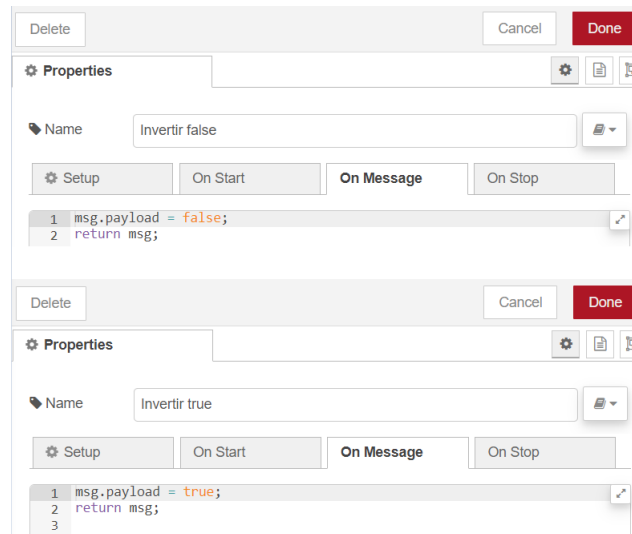 Delete Cancel Done
Properties
Name Invertir false
Setup On Start On Message On Stop
1 msg.payload = false;
2 return msg;
Delete Cancel Done
Properties
Name Invertir true
Setup On Start On Message On Stop
1 msg.payload = true;
2 return msg;
3